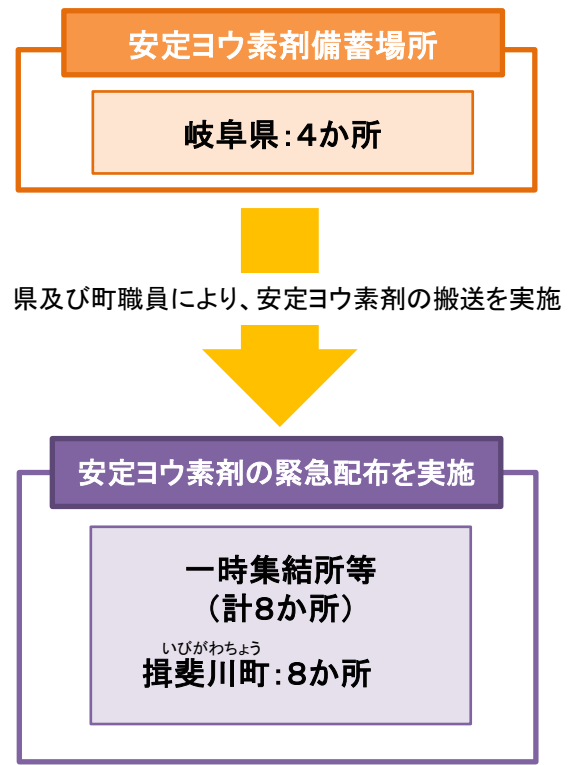 安定ヨウ素剤備蓄場所
岐阜県：４か所
県及び町職員により、安定ヨウ素剤の搬送を実施
安定ヨウ素剤の緊急配布を実施
一時集結所等
（計８か所）
いびがわちょう
揖斐川町：８か所